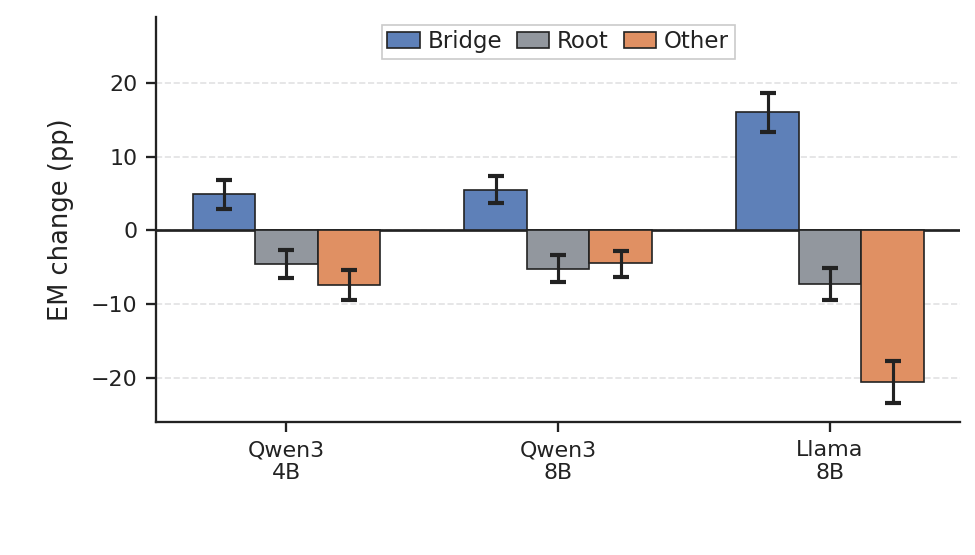 Bridge Root Other
EM change (pp)
20
10
0
−10
−20
Qwen3 4B
Qwen3 8B
Llama 8B